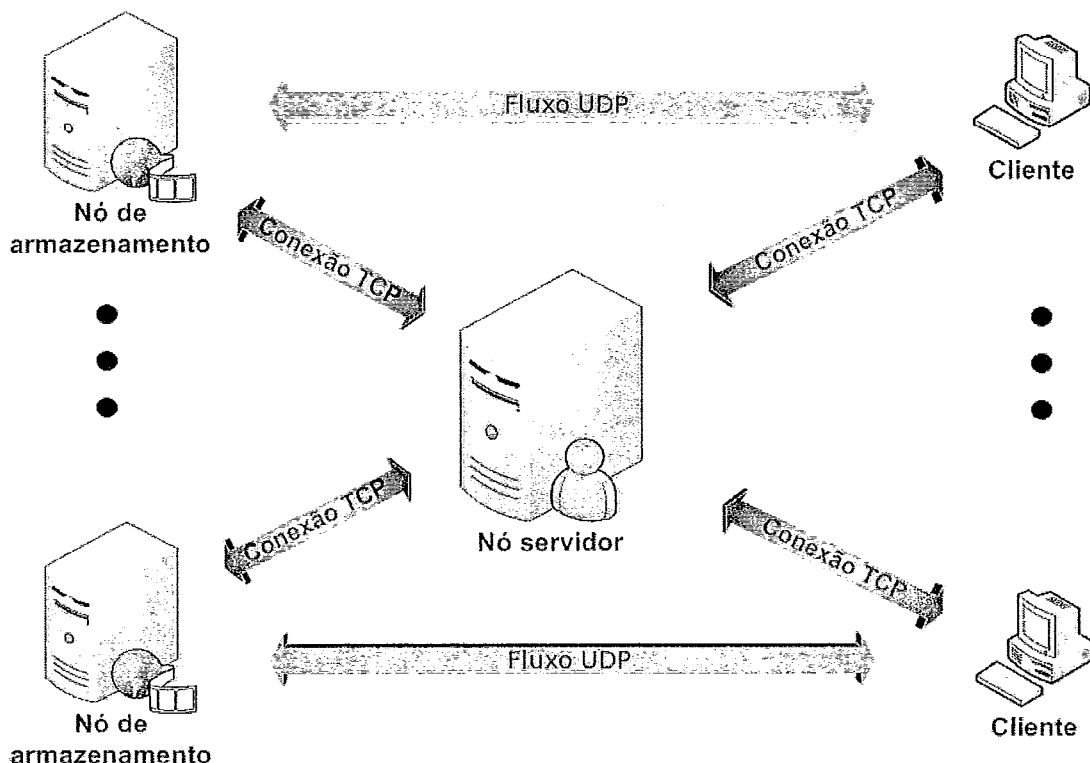 Fluxo UDP
Cliente
Nó de
armazenamento
Conexão TCP
Conexão TCP
Nó servidor
Conexão TCP
Conexão TCP
Fluxo UDP
Nó de
armazenamento
Cliente